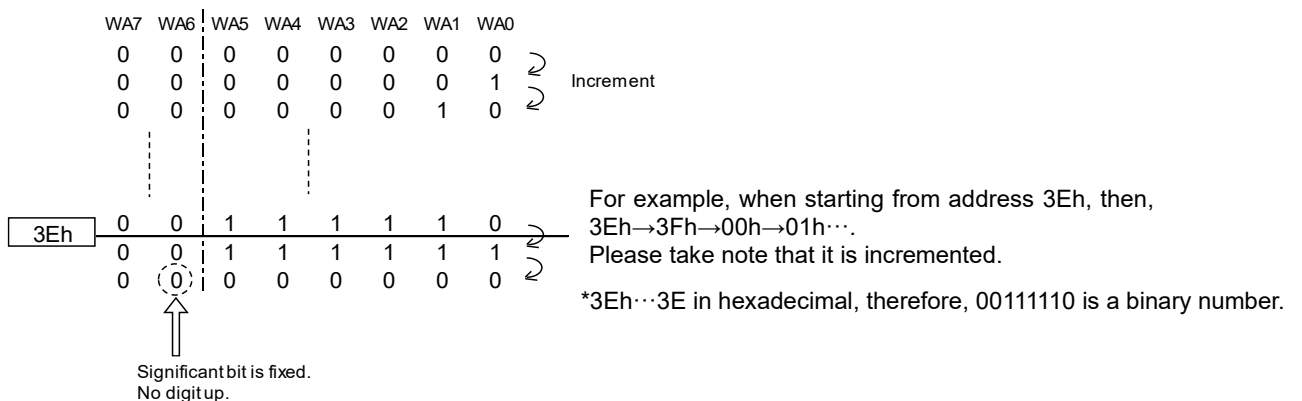 WA7 WA6 WA5 WA4 WA3 WA2 WA1 WA0
0 0 0 0 0 0 0 0
0 0 0 0 0 0 0 1
Increment
0 0 0 0 0 0 1 0
3Eh
0 0 1 1 1 1 1 0
0 0 1 1 1 1 1 1
0 0 0 0 0 0 0 0
Significant bit is fixed.
No digit up.
For example, when starting from address 3Eh, then,
3Eh→3Fh→00h→01h···.
Please take note that it is incremented.
*3Eh···3E in hexadecimal, therefore, 00111110 is a binary number.